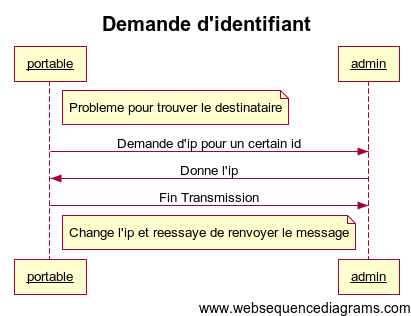 Demande d'identifiant
portable
admin
Probleme pour trouver le destinataire
Demande d'ip pour un certain id
Donne l'ip
Fin Transmission
Change l'ip et reessaye de renvoyer le message
portable
admin
www.websequencediagrams.com